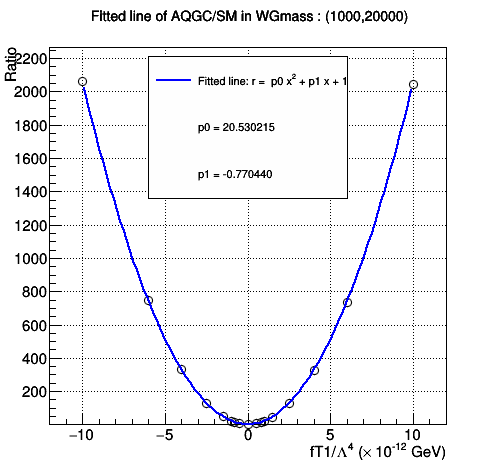 FItted line of AQGC/SM in WGmass : (1000,20000)
Ratio
2200
2000
1800
1600
1400
1200
1000
800
600
400
200
Fitted line: r = p0 x² + p1 x + 1
p0 = 20.530215
p1 = -0.770440
−10 −5 0 5 10
fT1/Λ⁴ (× 10⁻¹² GeV)